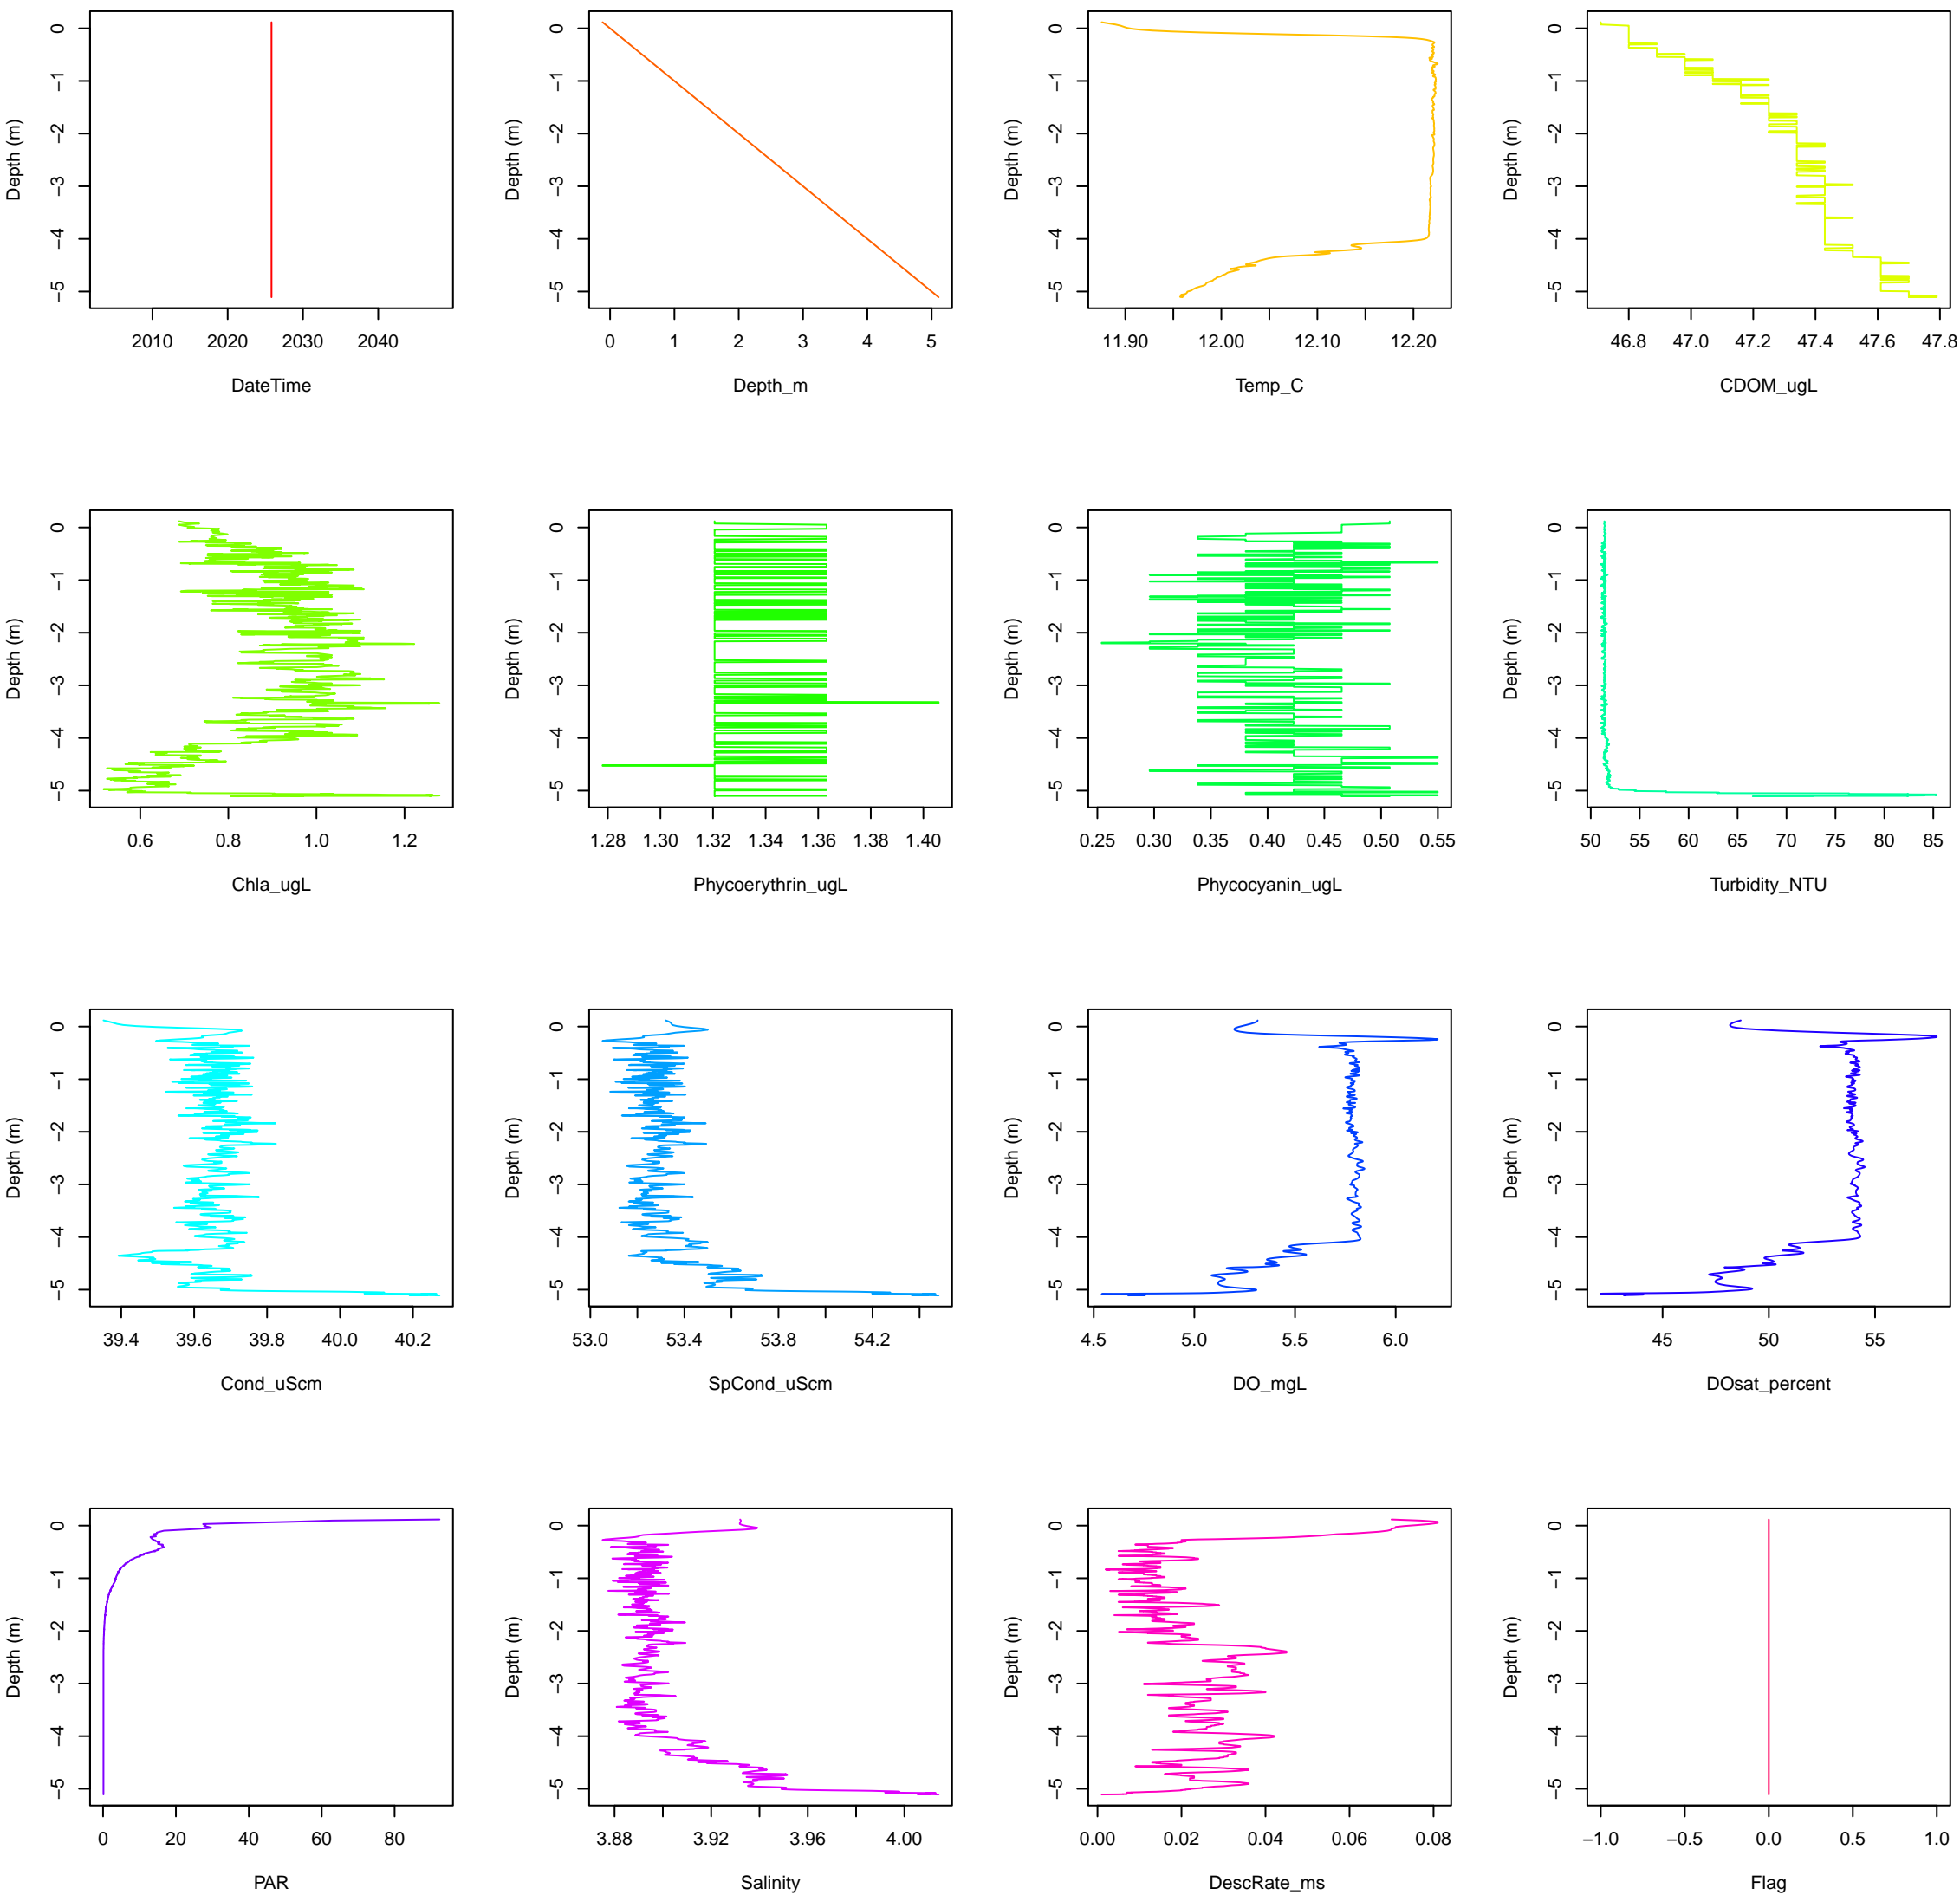 Depth (m)
−5 −4 −3 −2 −1 0
2010 2020 2030 2040
DateTime
Depth (m)
−5 −4 −3 −2 −1 0
0 1 2 3 4 5
Depth_m
Depth (m)
−5 −4 −3 −2 −1 0
11.90 12.00 12.10 12.20
Temp_C
Depth (m)
−5 −4 −3 −2 −1 0
46.8 47.0 47.2 47.4 47.6 47.8
CDOM_ugL
Depth (m)
−5 −4 −3 −2 −1 0
0.6 0.8 1.0 1.2
Chla_ugL
Depth (m)
−5 −4 −3 −2 −1 0
1.28 1.30 1.32 1.34 1.36 1.38 1.40
Phycoerythrin_ugL
Depth (m)
−5 −4 −3 −2 −1 0
0.25 0.30 0.35 0.40 0.45 0.50 0.55
Phycocyanin_ugL
Depth (m)
−5 −4 −3 −2 −1 0
50 55 60 65 70 75 80 85
Turbidity_NTU
Depth (m)
−5 −4 −3 −2 −1 0
39.4 39.6 39.8 40.0 40.2
Cond_uScm
Depth (m)
−5 −4 −3 −2 −1 0
53.0 53.4 53.8 54.2
SpCond_uScm
Depth (m)
−5 −4 −3 −2 −1 0
4.5 5.0 5.5 6.0
DO_mgL
Depth (m)
−5 −4 −3 −2 −1 0
45 50 55
DOsat_percent
Depth (m)
−5 −4 −3 −2 −1 0
0 20 40 60 80
PAR
Depth (m)
−5 −4 −3 −2 −1 0
3.88 3.92 3.96 4.00
Salinity
Depth (m)
−5 −4 −3 −2 −1 0
0.00 0.02 0.04 0.06 0.08
DescRate_ms
Depth (m)
−5 −4 −3 −2 −1 0
−1.0 −0.5 0.0 0.5 1.0
Flag